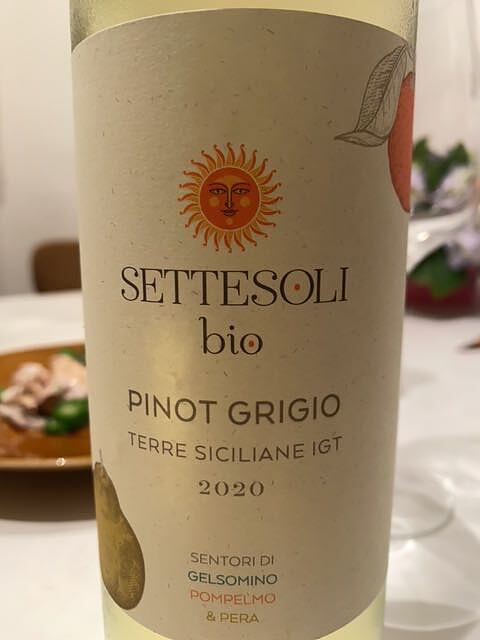 SETTESOLI
bio
PINOT GRIGIO
TERRE SICILIANE IGT
2020
SENTORI DI
GELSOMINO
POMPELMO
& PERA